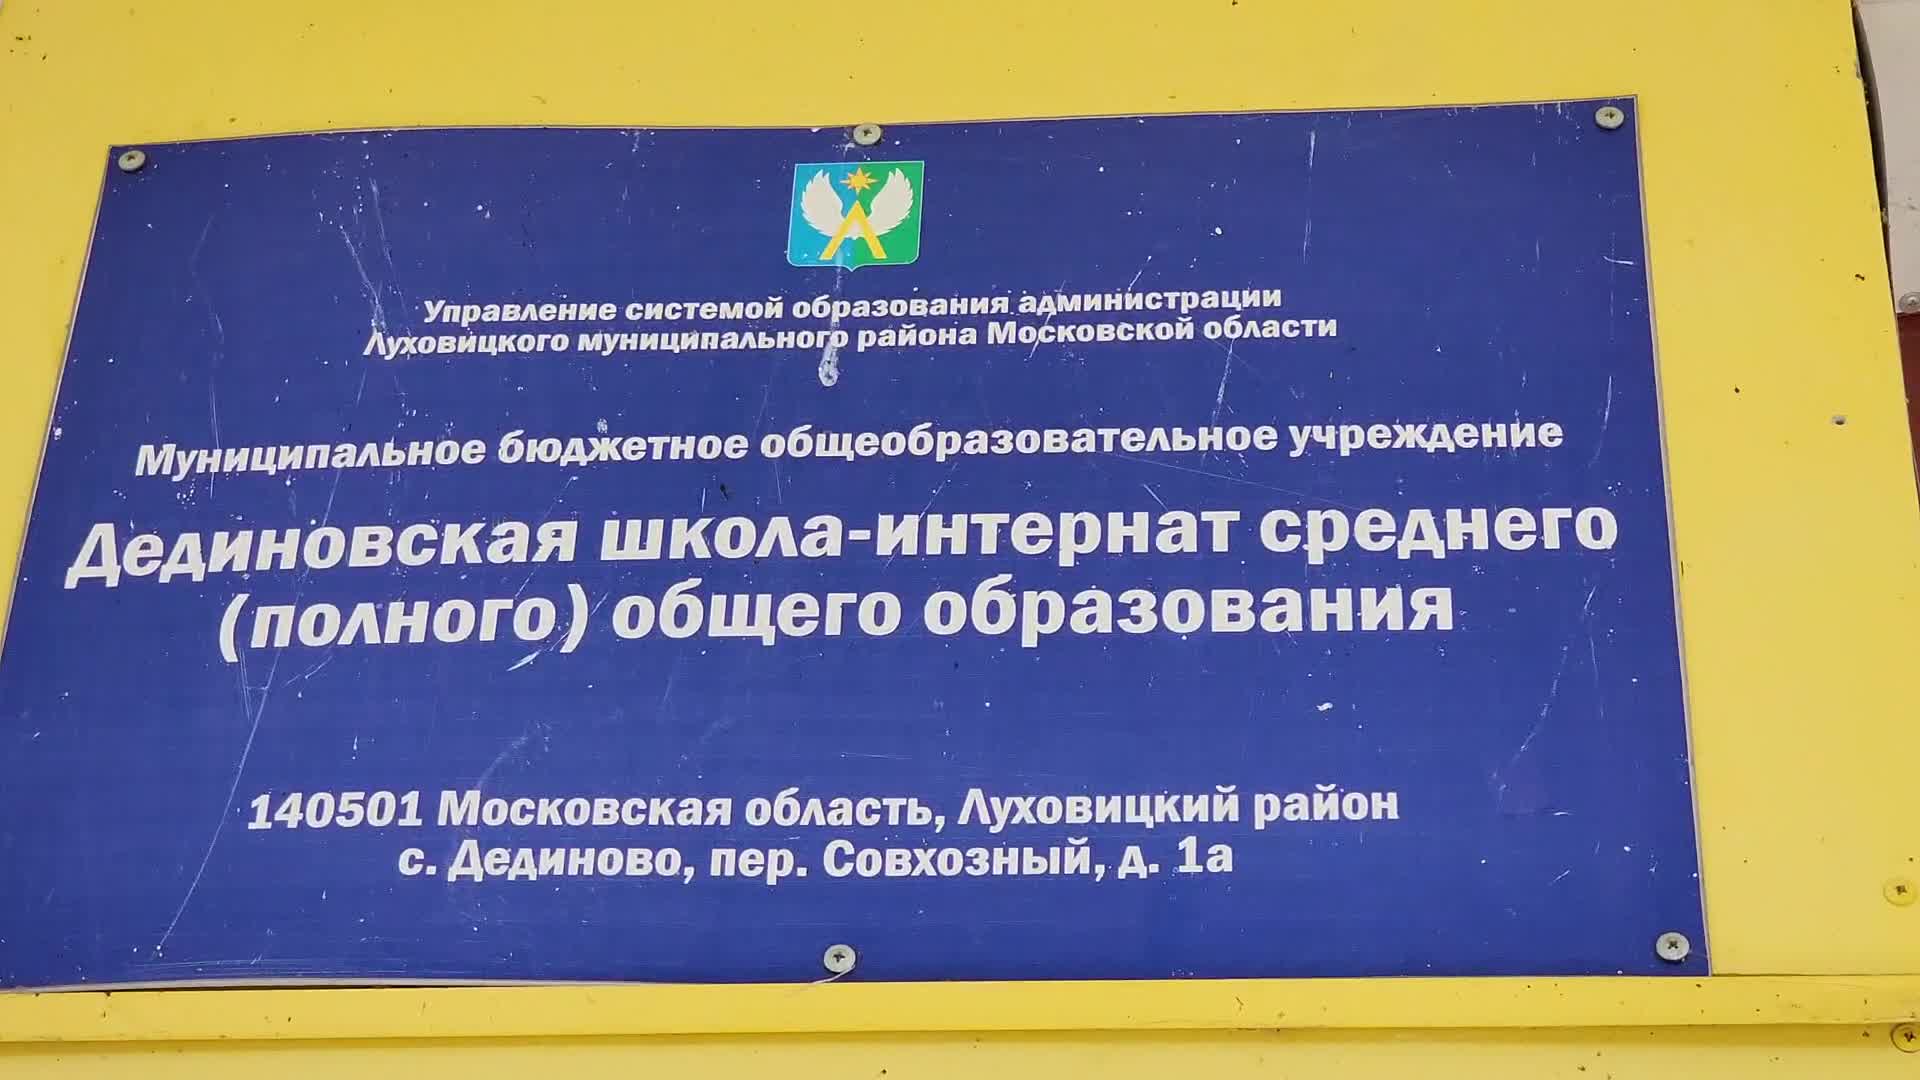 Управление системой образования администрации
Луховицкого муниципального района Московской области
Муниципальное бюджетное общеобразовательное учреждение
Дединовская школа-интернат среднего
(полного) общего образования
140501 Московская область, Луховицкий район
с. Дединово, пер. Совхозный, д. 1а